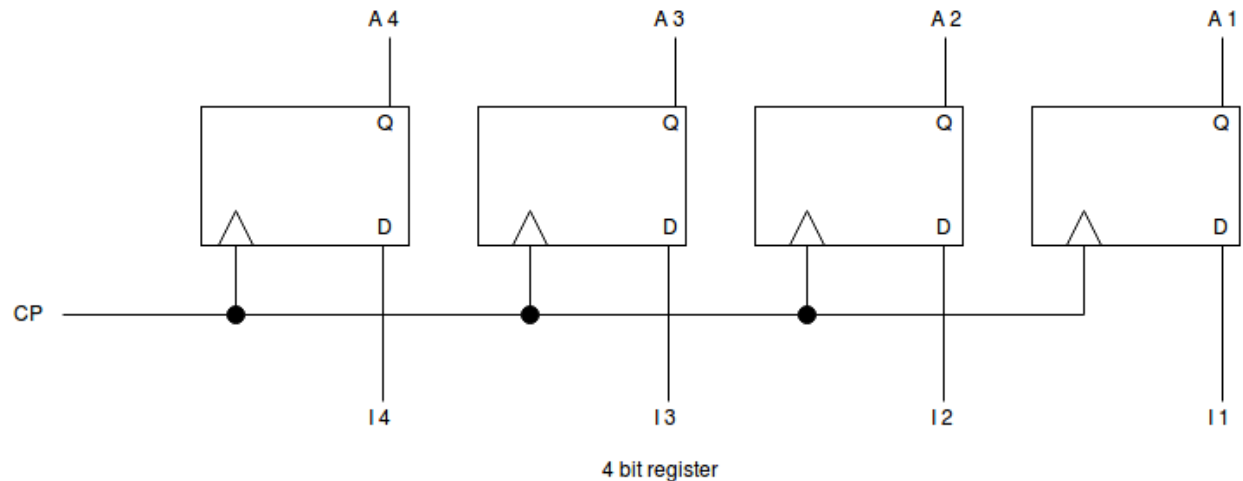 A 4 A 3 A 2 A 1
Q Q Q Q
D D D D
CP
I 4 I 3 I 2 I 1
4 bit register